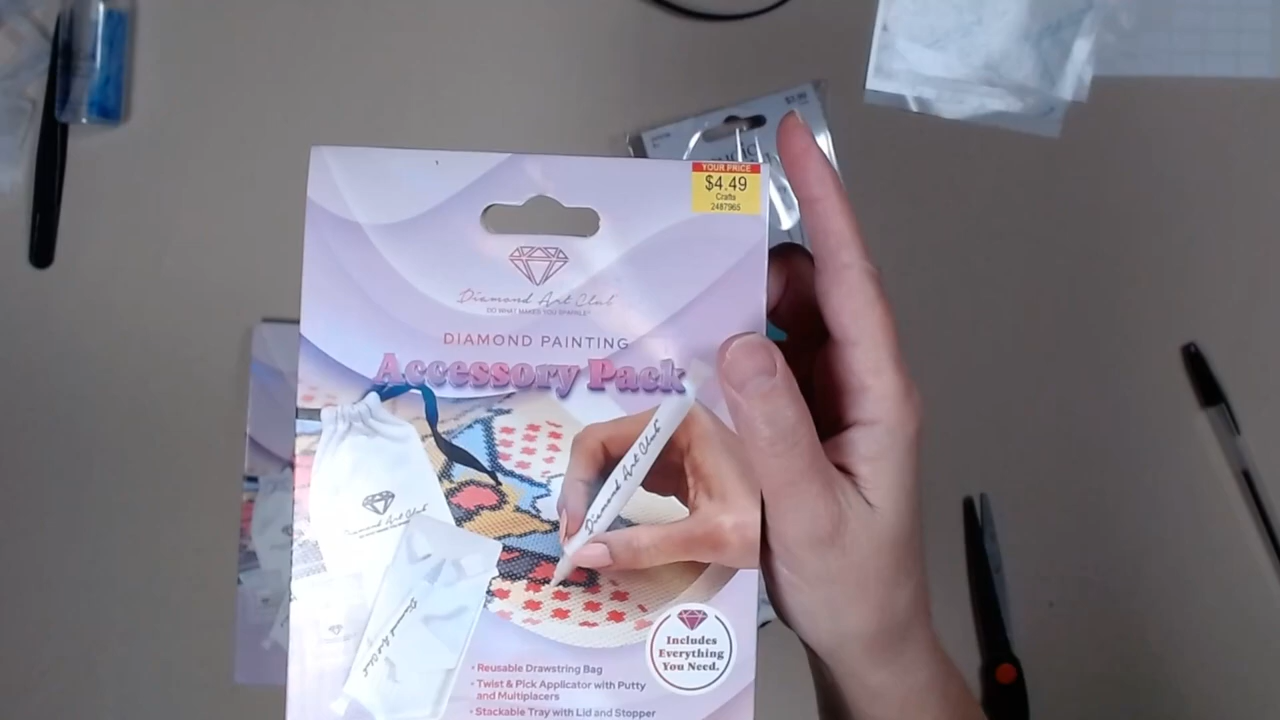 $3.99
YOUR PRICE
$4.49
Crafts
2487965
Diamond Art Club
DO WHAT MAKES YOU SPARKLE
DIAMOND PAINTING
Accessory Pack
Diamond Art Club
Diamond Art Club
Diamond Art Club
Includes
Everything
You Need.
• Reusable Drawstring Bag
• Twist & Pick Applicator with Putty
and Multiplacers
• Stackable Tray with Lid and Stopper